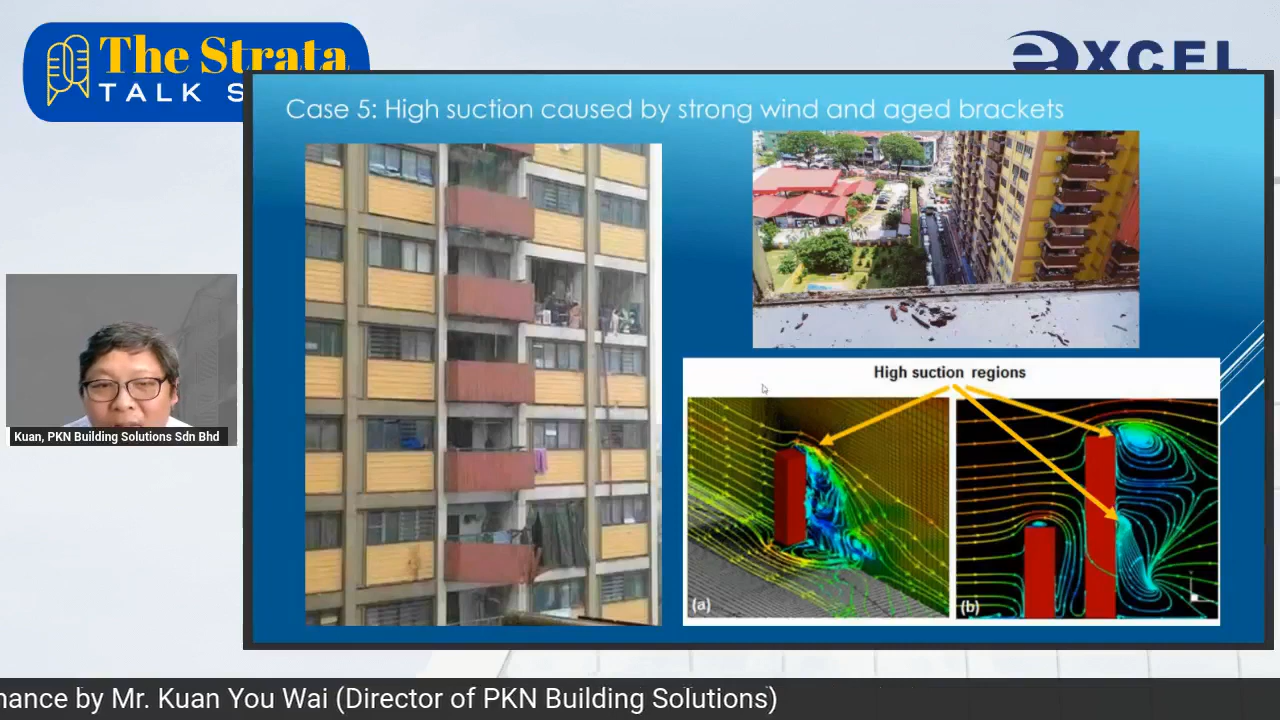 The Strata
TALK S
EXCEL
Case 5: High suction caused by strong wind and aged brackets
High suction regions
(a)
(b)
Kuan, PKN Building Solutions Sdn Bhd
nance by Mr. Kuan You Wai (Director of PKN Building Solutions)